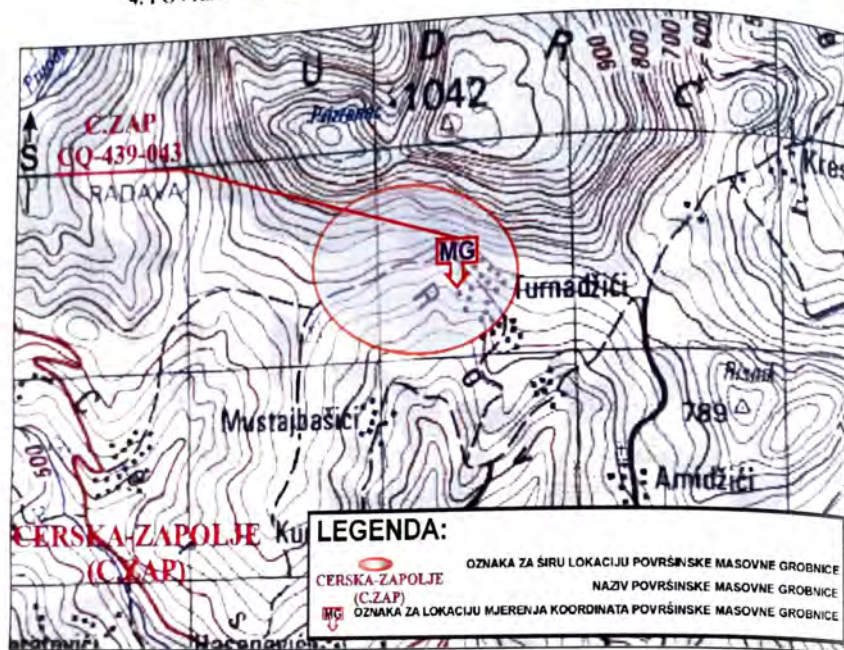 U D R Č
1042
900
800
700
600
C.ZAP
CQ-439-043
RADAVA
S
MG
Turnadžići
R
Mustajbašići
789
500
Amidžići
CERSKA-ZAPOLJE
(C.ZAP)
LEGENDA:
OZNAKA ZA ŠIRU LOKACIJU POVRŠINSKE MASOVNE GROBNICE
CERSKA-ZAPOLJE
(C.ZAP)
NAZIV POVRŠINSKE MASOVNE GROBNICE
MG
OZNAKA ZA LOKACIJU MJERENJA KOORDINATA POVRŠINSKE MASOVNE GROBNICE